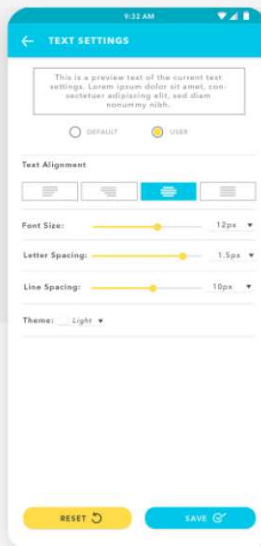 9:32 AM
TEXT SETTINGS
This is a preview text of the current text
settings. Lorem ipsum dolor sit amet, con-
sectetuer adipiscing elit, sed diam
nonummy nibh.
DEFAULT USER
Text Alignment
Font Size: 12px
Letter Spacing: 1.5px
Line Spacing: 10px
Theme: Light
RESET SAVE